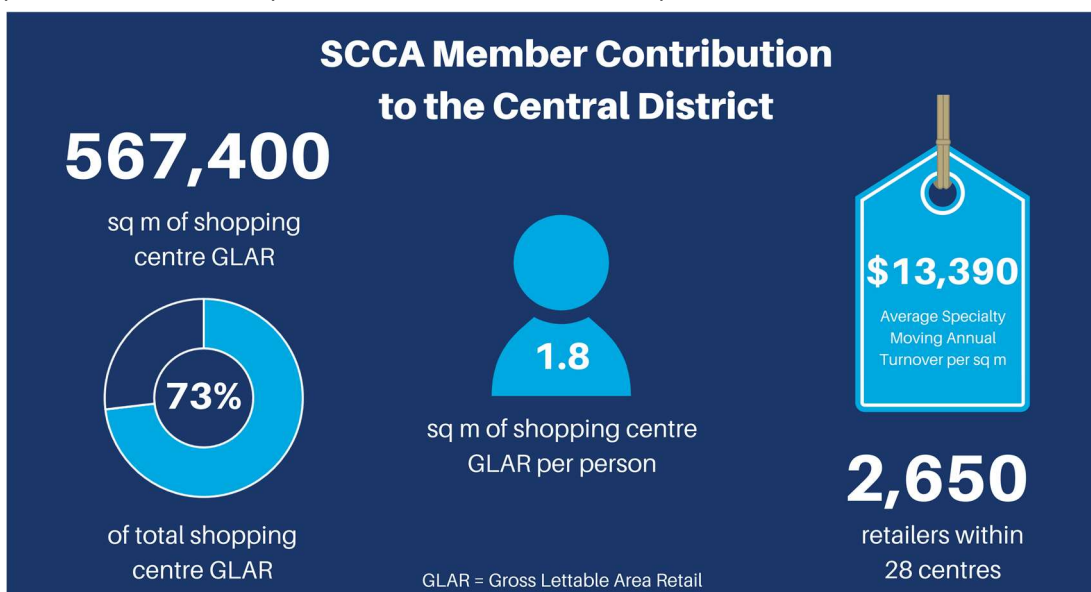 SCCA Member Contribution
to the Central District
567,400
sq m of shopping
centre GLAR
73%
of total shopping
centre GLAR
1.8
sq m of shopping centre
GLAR per person
GLAR = Gross Lettable Area Retail
$13,390
Average Specialty
Moving Annual
Turnover per sq m
2,650
retailers within
28 centres